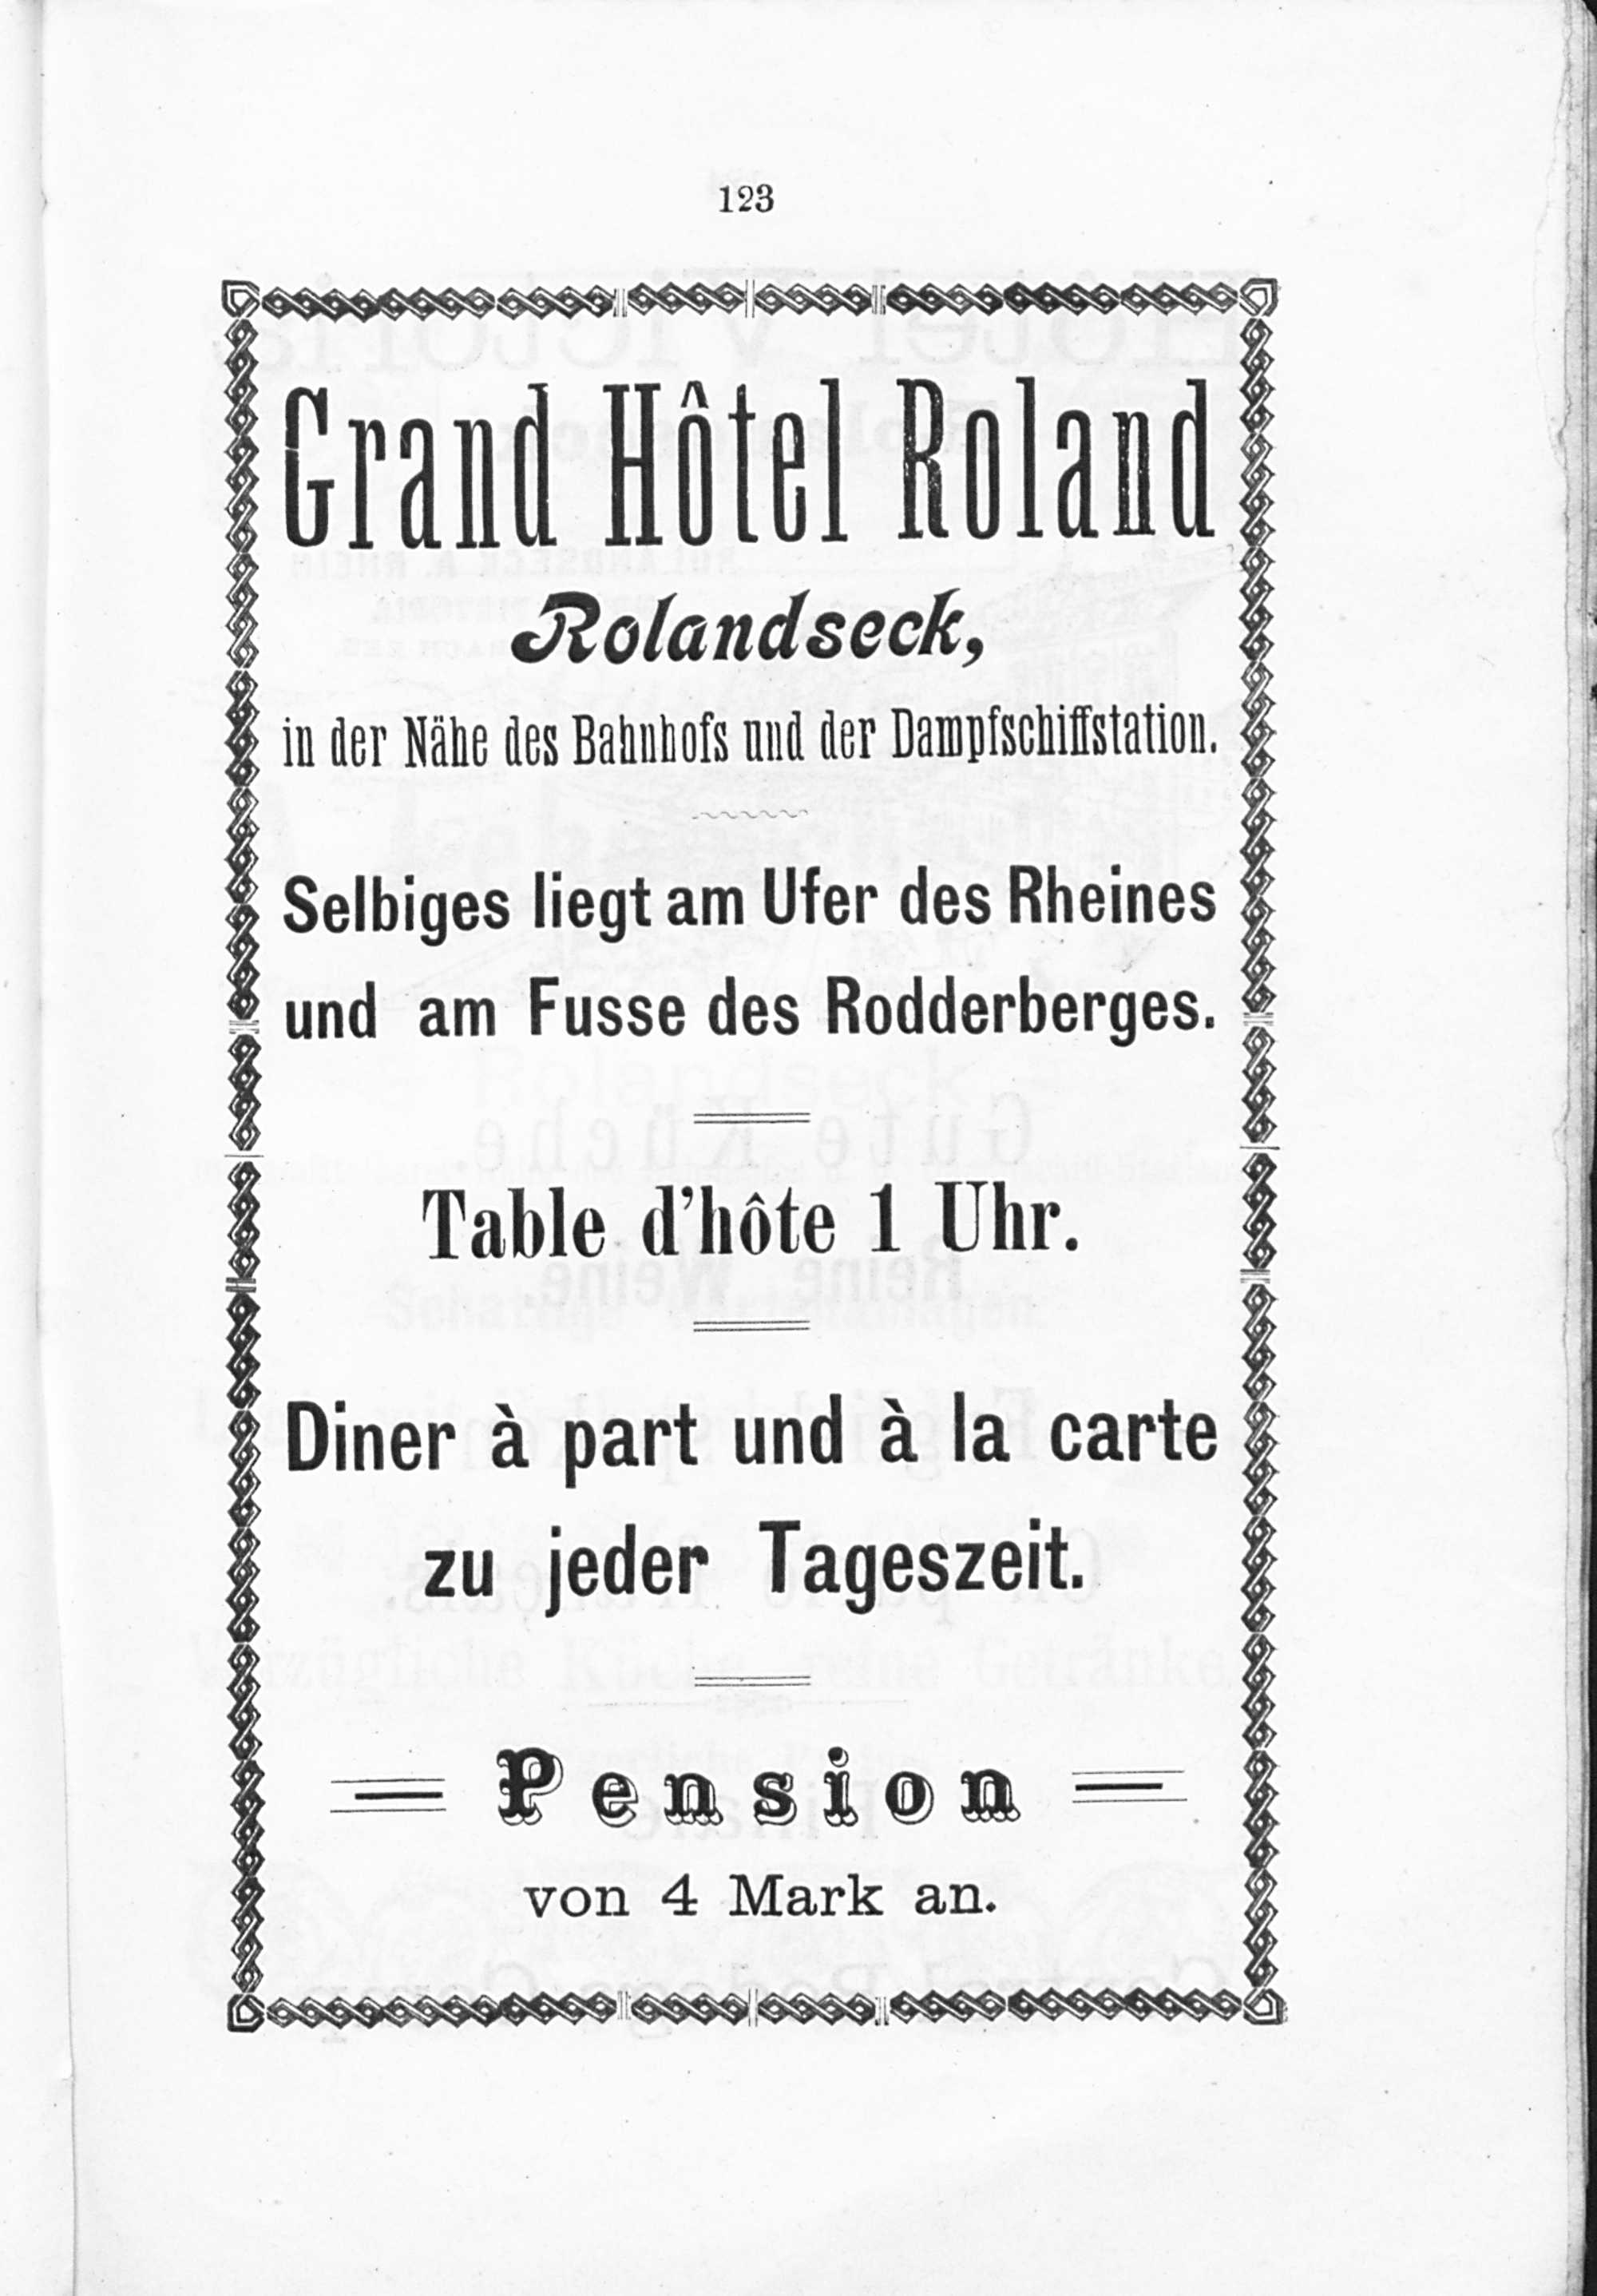 123
Grand Hôtel Roland
Rolandseck,
in der Nähe des Bahnhofs und der Dampfschiffstation.
Selbiges liegt am Ufer des Rheines
und am Fusse des Rodderberges.
Table d'hôte 1 Uhr.
Diner à part und à la carte
zu jeder Tageszeit.
Pension
von 4 Mark an.